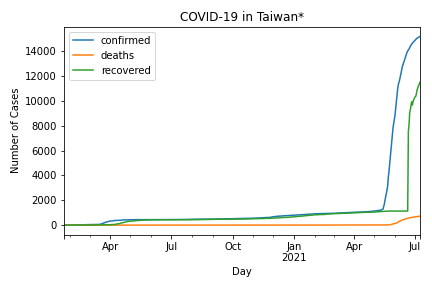 COVID-19 in Taiwan*
confirmed
deaths
recovered
Number of Cases
14000
12000
10000
8000
6000
4000
2000
0
Apr Jul Oct Jan Apr Jul
2021
Day